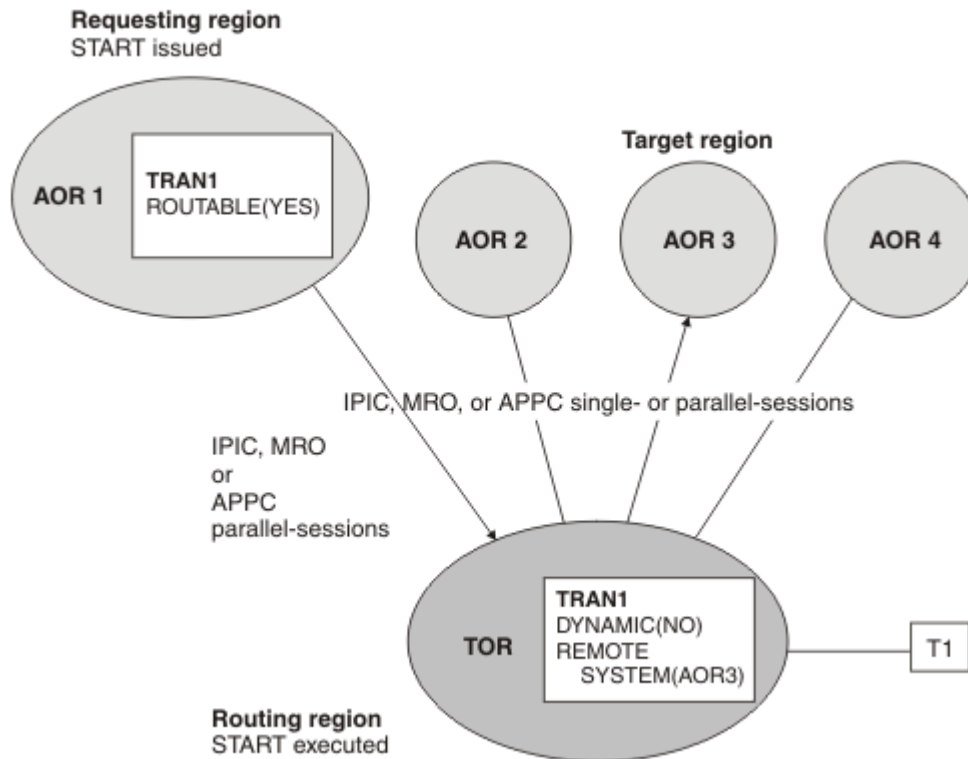 Requesting region
START issued
AOR 1
TRAN1
ROUTABLE(YES)
Target region
AOR 2
AOR 3
AOR 4
IPIC, MRO, or APPC single- or parallel-sessions
IPIC, MRO
or
APPC
parallel-sessions
TOR
TRAN1
DYNAMIC(NO)
REMOTE
SYSTEM(AOR3)
T1
Routing region
START executed